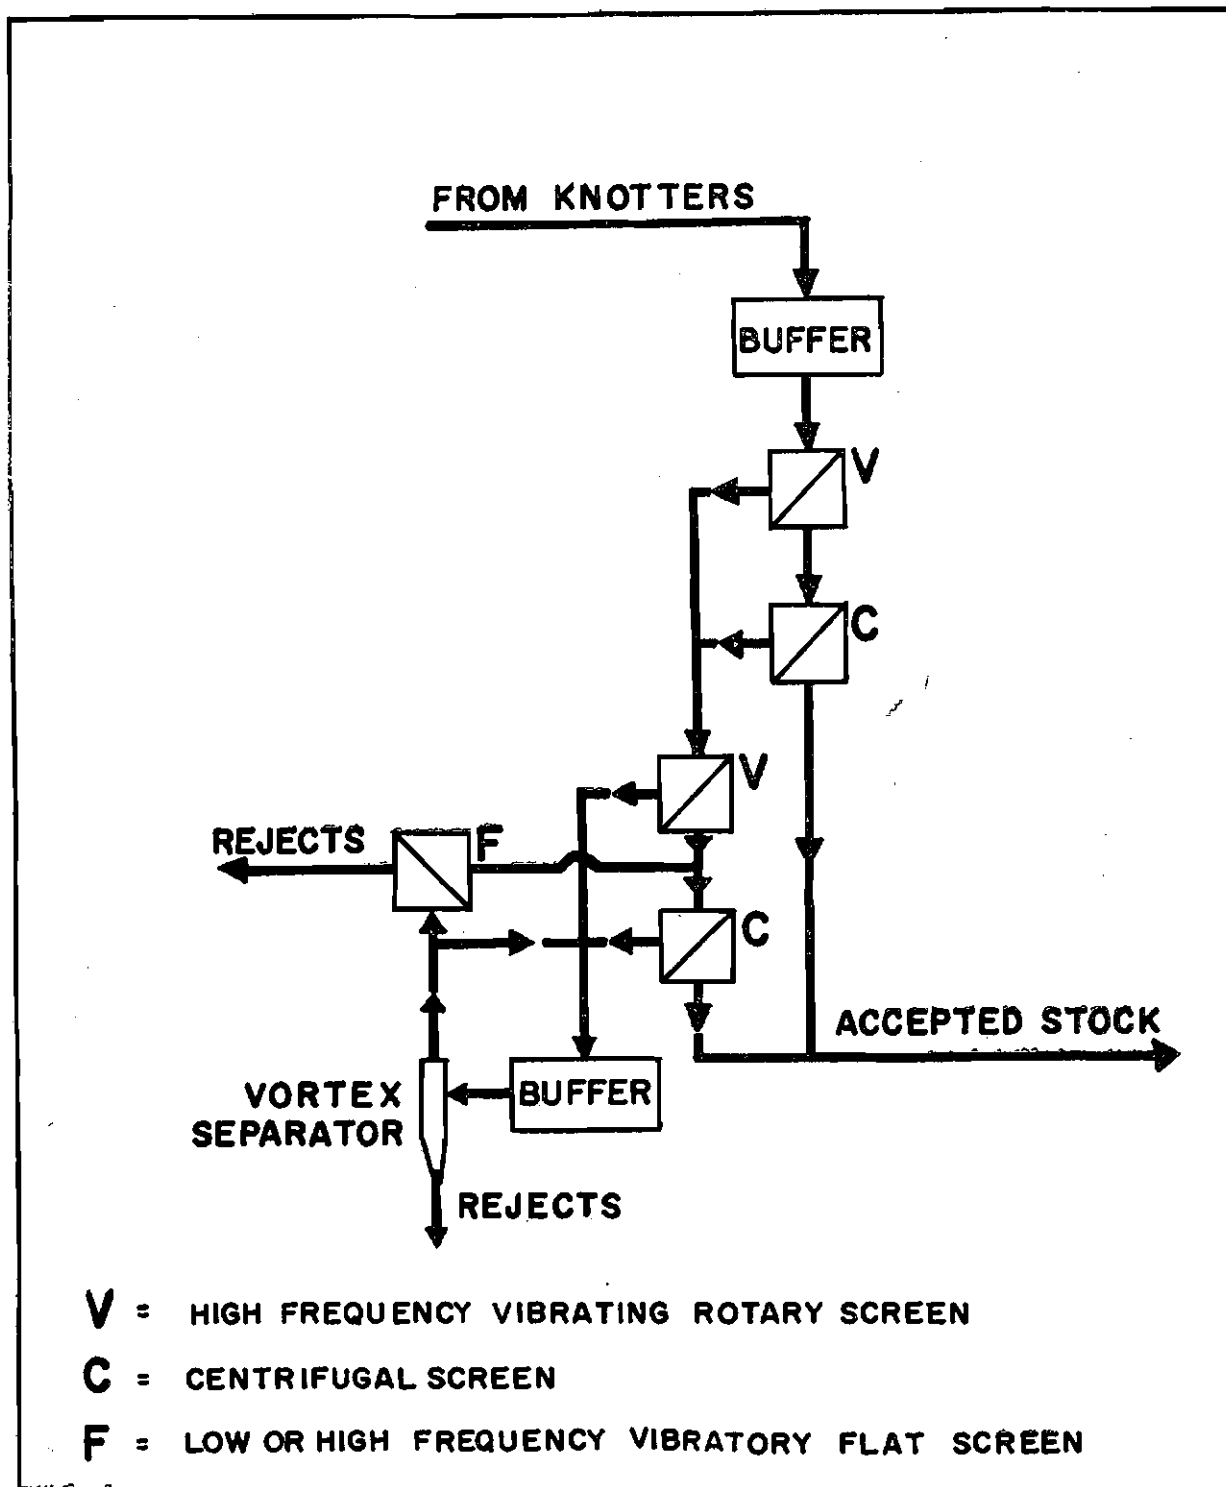 FROM KNOTTERS
BUFFER
V
C
V
REJECTS
F
C
ACCEPTED STOCK
VORTEX
SEPARATOR
BUFFER
REJECTS
V = HIGH FREQUENCY VIBRATING ROTARY SCREEN
C = CENTRIFUGAL SCREEN
F = LOW OR HIGH FREQUENCY VIBRATORY FLAT SCREEN